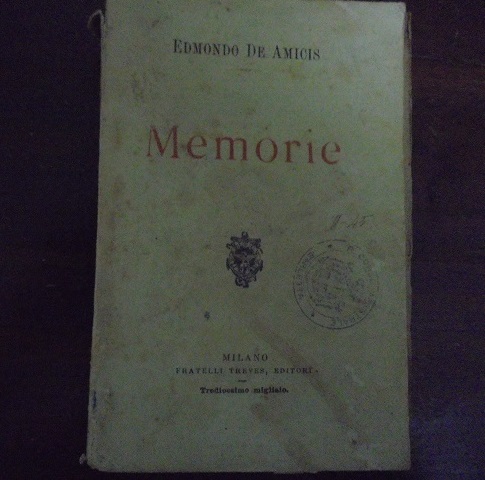 EDMONDO DE AMICIS
Memorie
MILANO
FRATELLI TREVES, EDITORI
Tredicesimo migliaio.